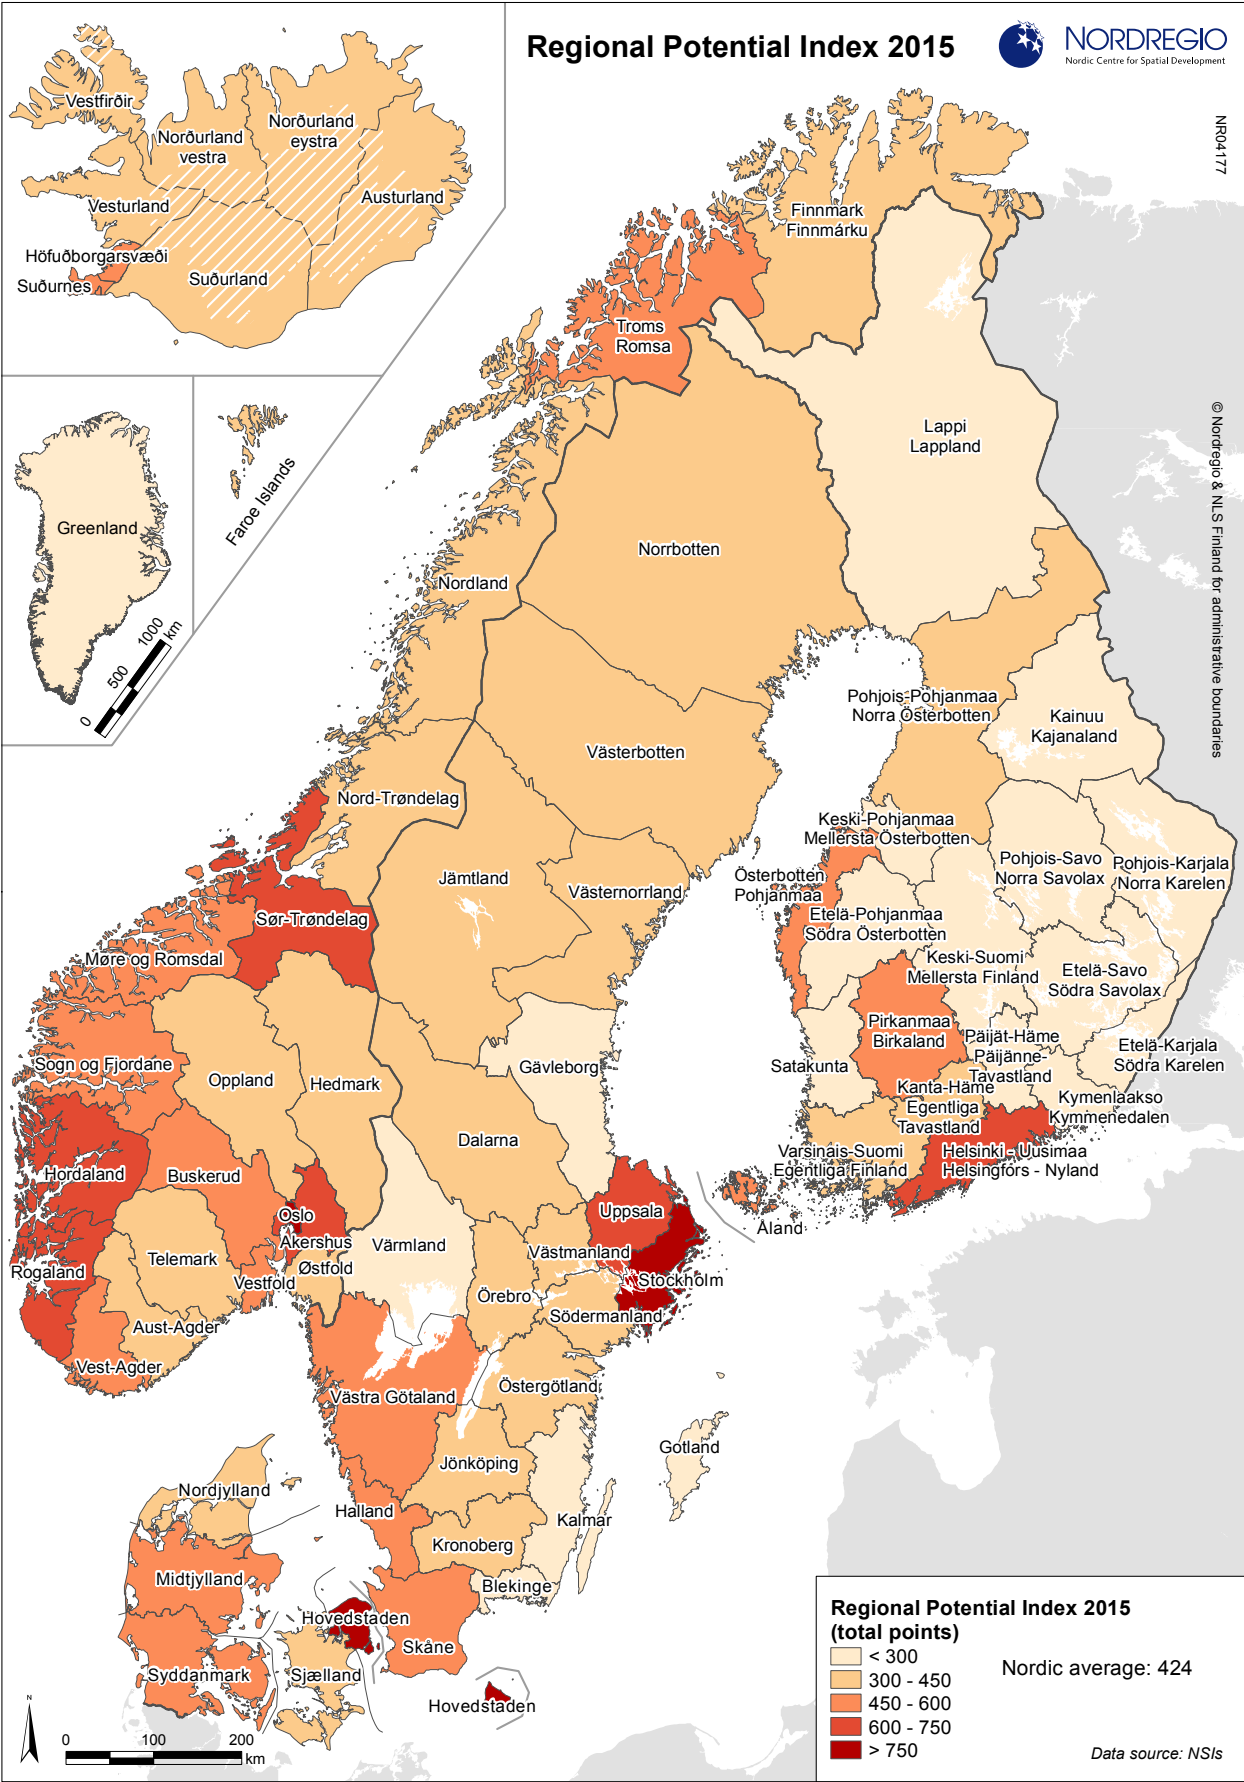 Regional Potential Index 2015
NORDREGIO
Nordic Centre for Spatial Development
NR04177
© Nordregio & NLS Finland for administrative boundaries
Vestfirðir
Norðurland
vestra
Norðurland
eystra
Vesturland
Austurland
Höfuðborgarsvæði
Suðurnes
Suðurland
Greenland
Faroe Islands
0
500
1000
km
Finnmark
Finnmárku
Troms
Romsa
Lappi
Lappland
Norrbotten
Nordland
Pohjois-Pohjanmaa
Norra Österbotten
Kainuu
Kajanaland
Västerbotten
Nord-Trøndelag
Keski-Pohjanmaa
Mellersta Österbotten
Pohjois-Savo
Norra Savolax
Pohjois-Karjala
Norra Karelen
Österbotten
Pohjanmaa
Jämtland
Västernorrland
Sør-Trøndelag
Etelä-Pohjanmaa
Södra Österbotten
Møre og Romsdal
Keski-Suomi
Mellersta Finland
Etelä-Savo
Södra Savolax
Pirkanmaa
Birkaland
Päijät-Häme
Päijänne-
Tavastland
Etelä-Karjala
Södra Karelen
Sogn og Fjordane
Oppland
Hedmark
Gävleborg
Satakunta
Kanta-Häme
Egentliga
Tavastland
Kymenlaakso
Kymmenedalen
Dalarna
Varsinais-Suomi
Egentliga Finland
Helsinki - Uusimaa
Helsingfors - Nyland
Hordaland
Buskerud
Oslo
Akershus
Uppsala
Åland
Värmland
Västmanland
Telemark
Østfold
Rogaland
Vestfold
Stockholm
Örebro
Södermanland
Aust-Agder
Vest-Agder
Östergötland
Västra Götaland
Jönköping
Gotland
Nordjylland
Halland
Kalmar
Kronoberg
Midtjylland
Blekinge
Hovedstaden
Skåne
Syddanmark
Sjælland
Hovedstaden
N
0
100
200
km
Regional Potential Index 2015
(total points)
< 300
300 - 450
450 - 600
600 - 750
> 750
Nordic average: 424
Data source: NSIs